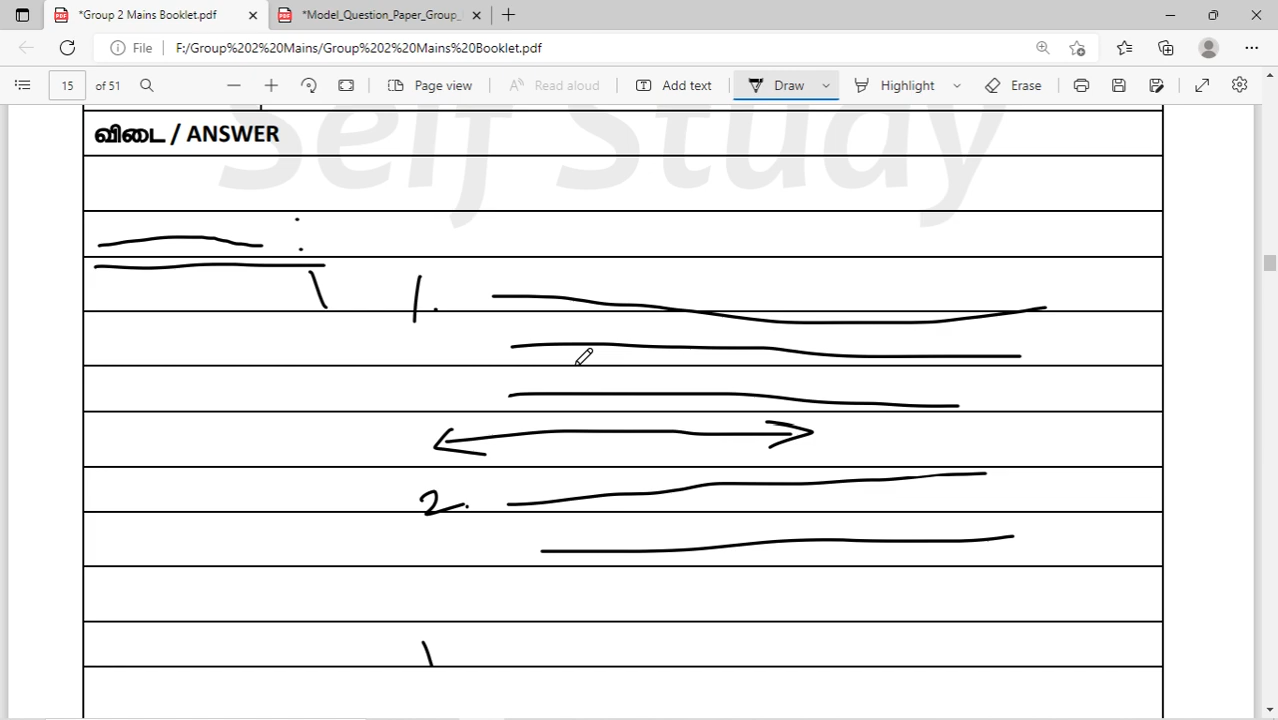 *Group 2 Mains Booklet.pdf
*Model_Question_Paper_Group_
File F:/Group%202%20Mains/Group%202%20Mains%20Booklet.pdf
15 of 51 Page view Read aloud Add text Draw Highlight Erase
Self Study
விடை / ANSWER
1.
2.